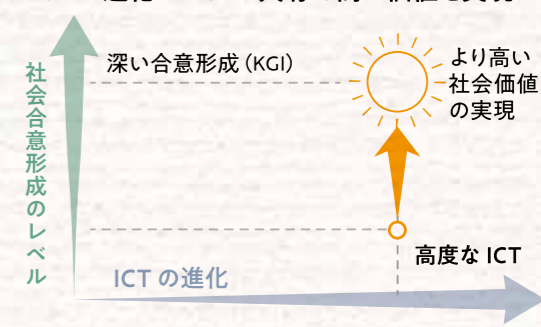 深い合意形成（KGI）
より高い
社会価値
の実現
社会合意形成のレベル
高度な ICT
ICT の進化